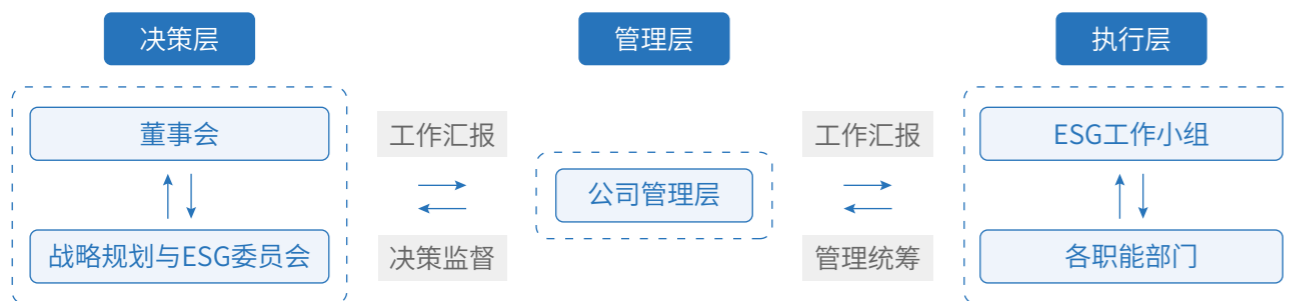 决策层
管理层
执行层
董事会
战略规划与ESG委员会
工作汇报
决策监督
公司管理层
工作汇报
管理统筹
ESG工作小组
各职能部门